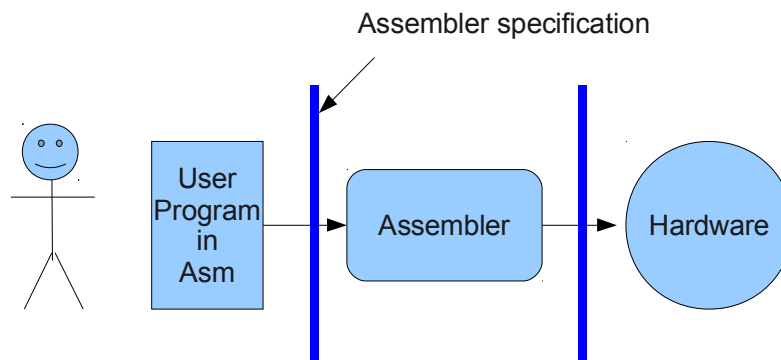 Assembler specification
User
Program
in
Asm
Assembler
Hardware